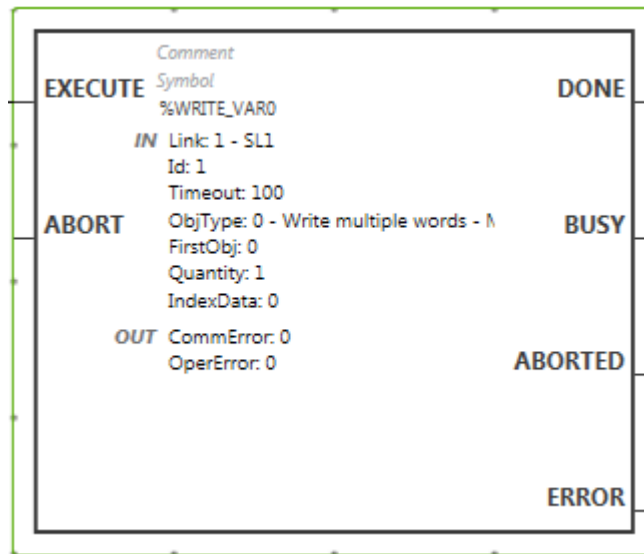 Comment
EXECUTE Symbol DONE
%WRITE_VAR0
IN Link: 1 - SL1
Id: 1
Timeout: 100
ABORT ObjType: 0 - Write multiple words - M BUSY
FirstObj: 0
Quantity: 1
IndexData: 0
OUT CommError: 0
OperError: 0 ABORTED
ERROR